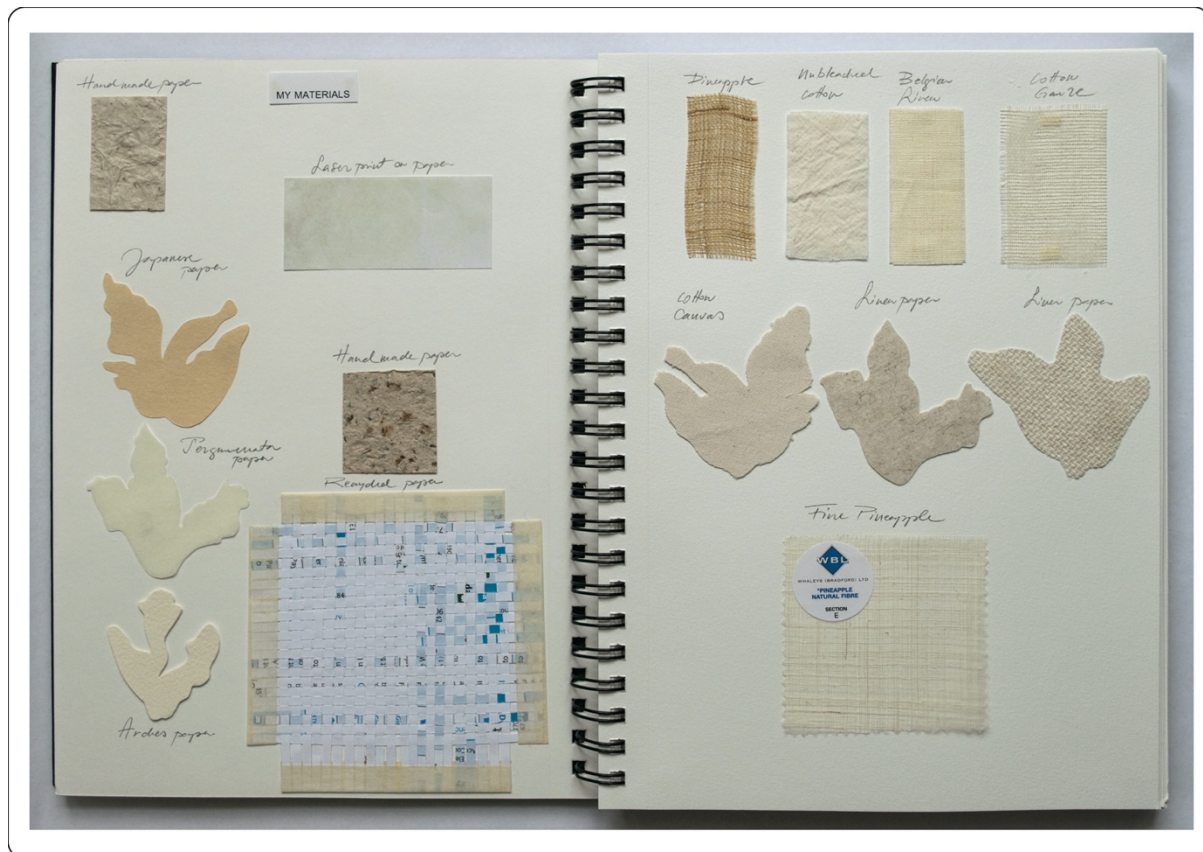 Handmade paper
MY MATERIALS
Laser print on paper
Japanese
paper
Handmade paper
Pergamenata
paper
Recycled paper
Arches paper
Pineapple
Unbleached
cotton
Belgian
linen
Cotton
Gauze
Cotton
Canvas
Linen paper
Linen paper
Fine Pineapple
WBL
WHALEYS (BRADFORD) LTD
*PINEAPPLE
NATURAL FIBRE
SECTION
E